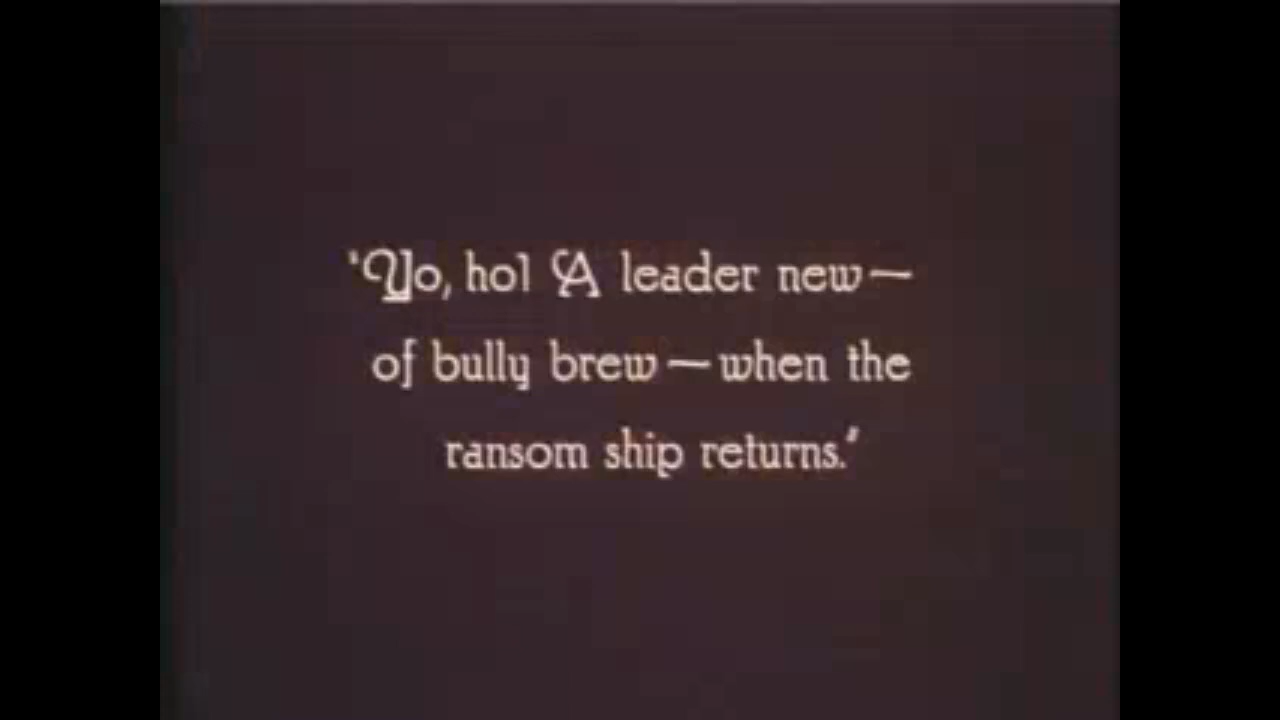 "Yo, ho! A leader new—
of bully brew—when the
ransom ship returns."